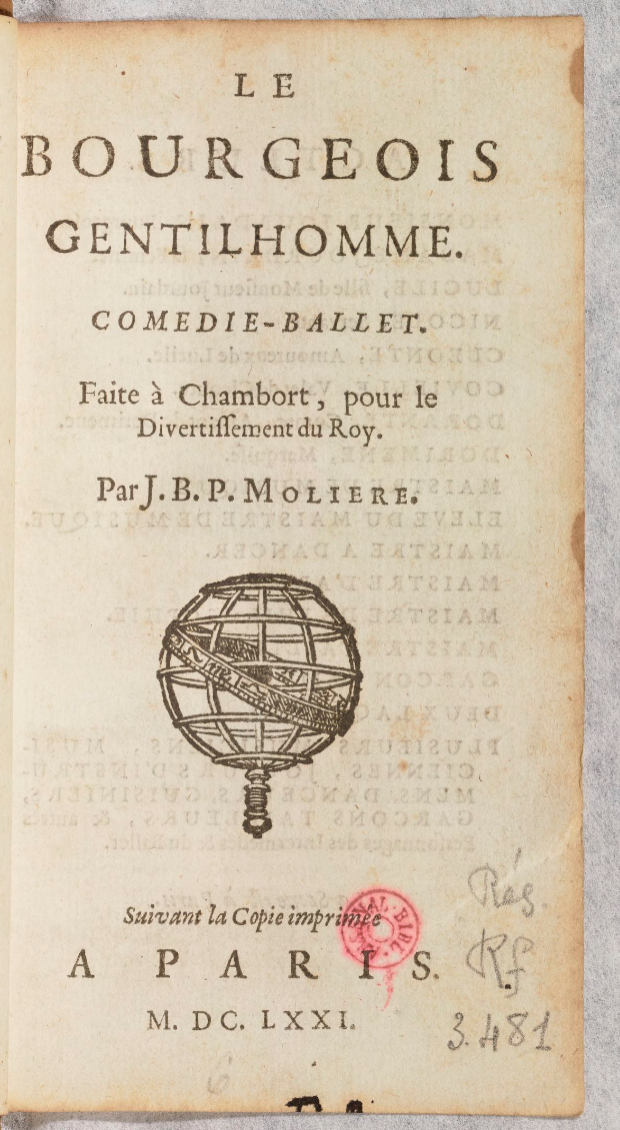 LE
BOURGEOIS
GENTILHOMME.
COMEDIE-BALLET.
Faite à Chambort, pour le
Divertiſſement du Roy.
Par J. B. P. MOLIERE.
Suivant la Copie imprimée
A PARIS.
M. DC. LXXI.
Rés.
Rf
3.481